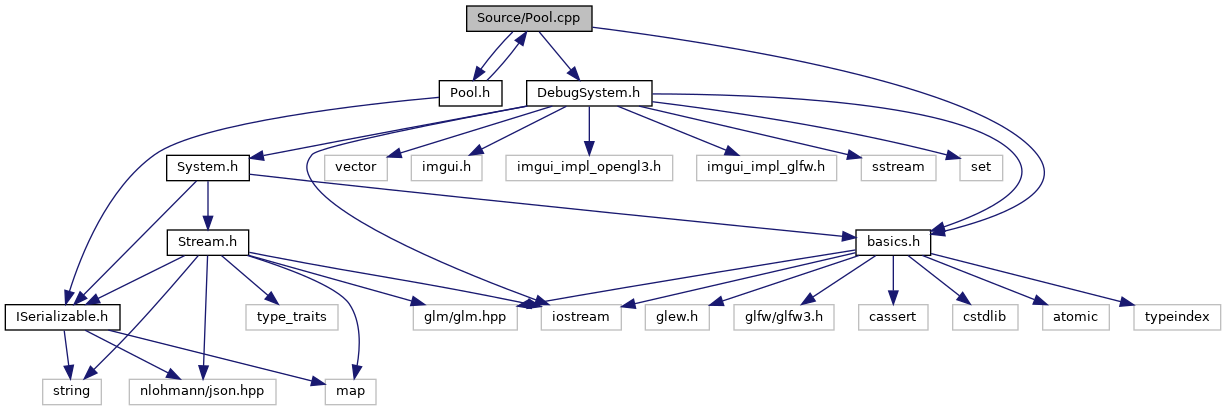 Source/Pool.cpp
Pool.h
DebugSystem.h
System.h
vector
imgui.h
imgui_impl_opengl3.h
imgui_impl_glfw.h
sstream
set
Stream.h
basics.h
ISerializable.h
type_traits
glm/glm.hpp
iostream
glew.h
glfw/glfw3.h
cassert
cstdlib
atomic
typeindex
string
nlohmann/json.hpp
map